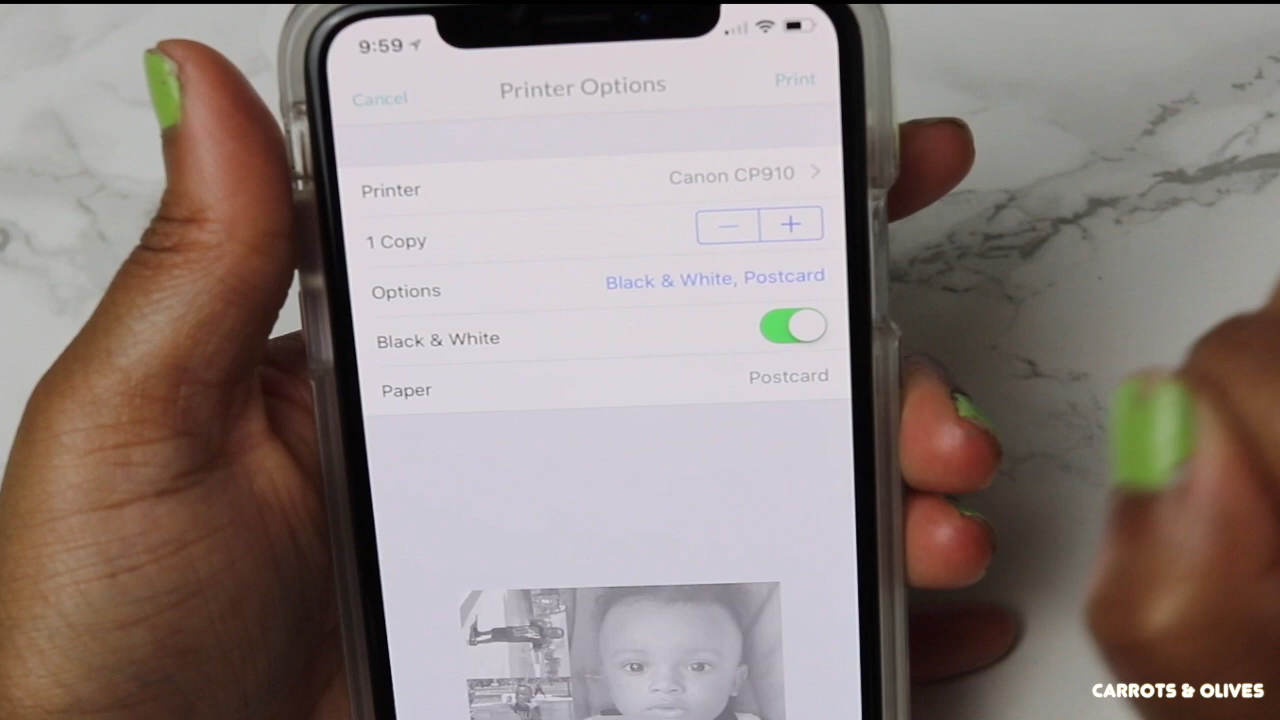 9:59
Cancel
Printer Options
Print
Printer
Canon CP910
1 Copy
− +
Options
Black & White, Postcard
Black & White
Paper
Postcard
CARROTS & OLIVES